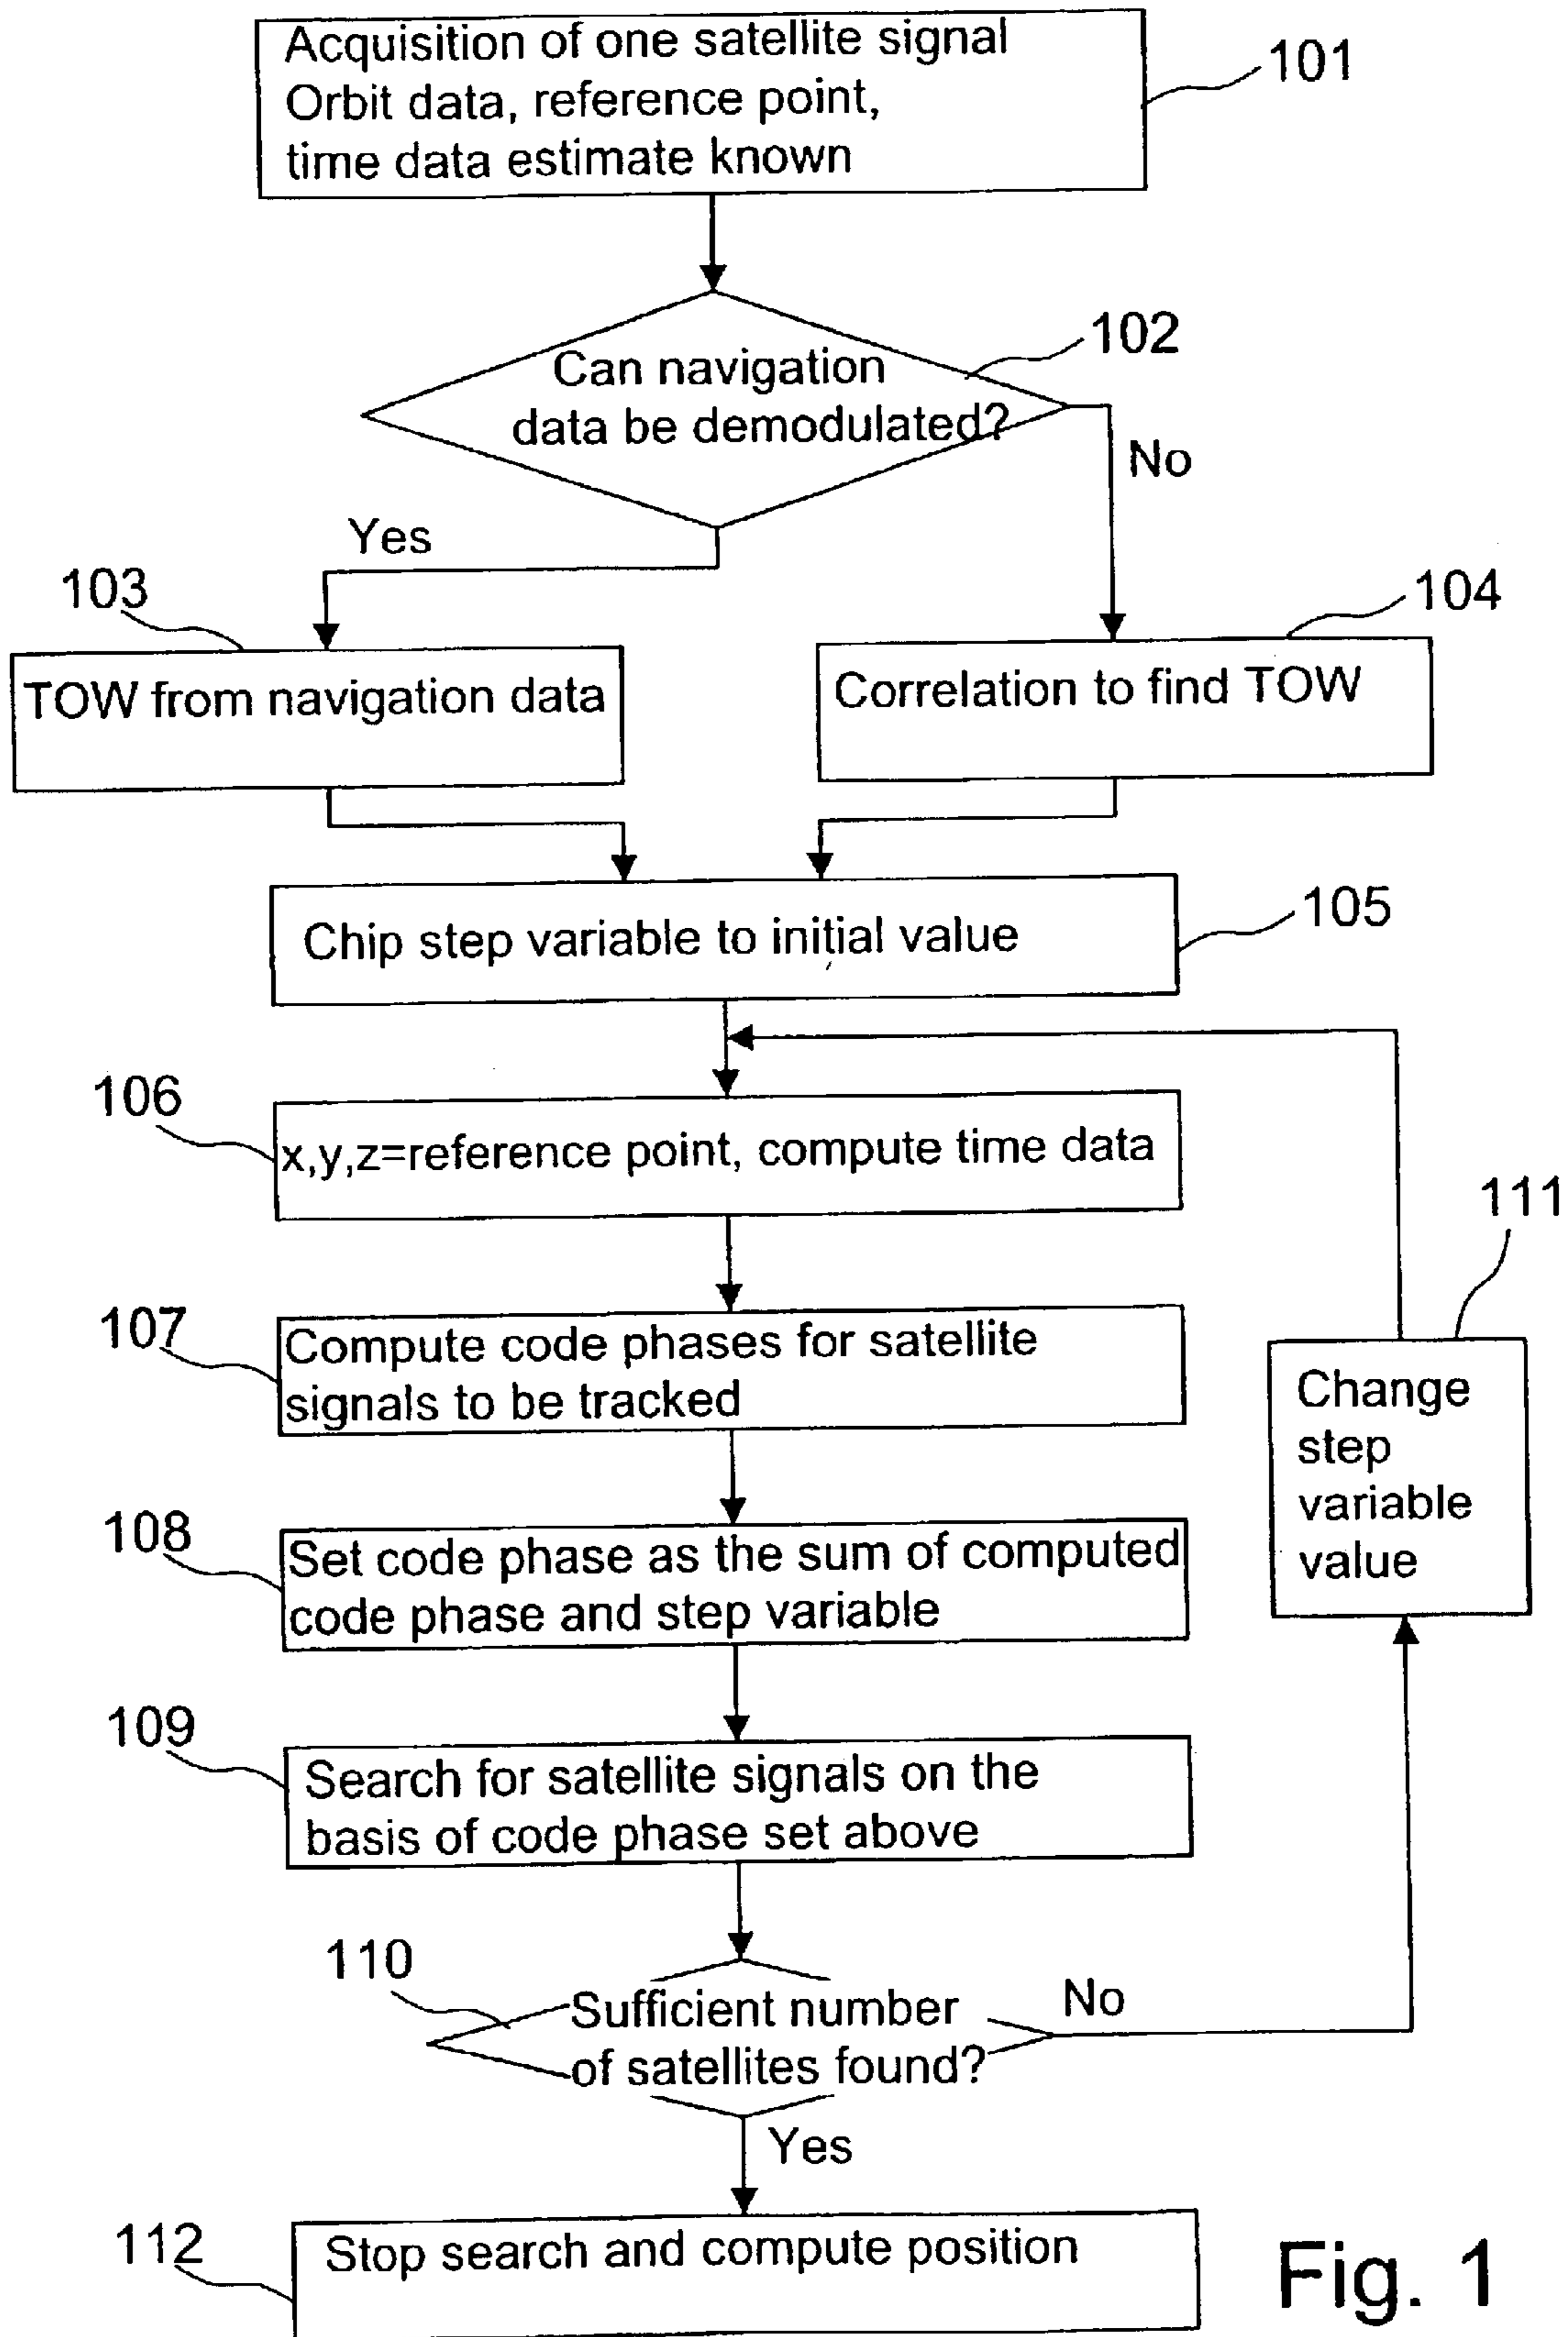 Acquisition of one satellite signal
Orbit data, reference point,
time data estimate known
101
102
Can navigation
data be demodulated?
No
Yes
103
104
TOW from navigation data
Correlation to find TOW
105
Chip step variable to initial value
106
x,y,z=reference point, compute time data
111
107
Compute code phases for satellite
signals to be tracked
Change
step
variable
value
108
Set code phase as the sum of computed
code phase and step variable
109
Search for satellite signals on the
basis of code phase set above
110
Sufficient number
of satellites found?
No
Yes
112
Stop search and compute position
Fig. 1